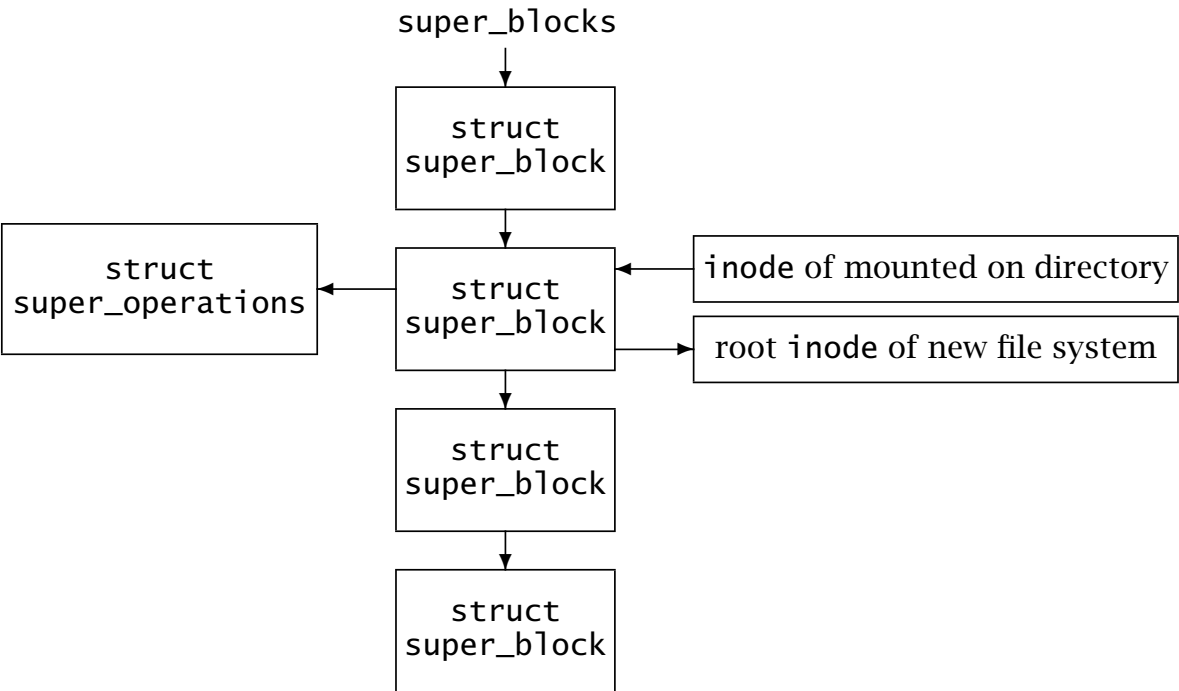 super_blocks
struct
super_block
struct
super_operations
struct
super_block
inode of mounted on directory
root inode of new file system
struct
super_block
struct
super_block